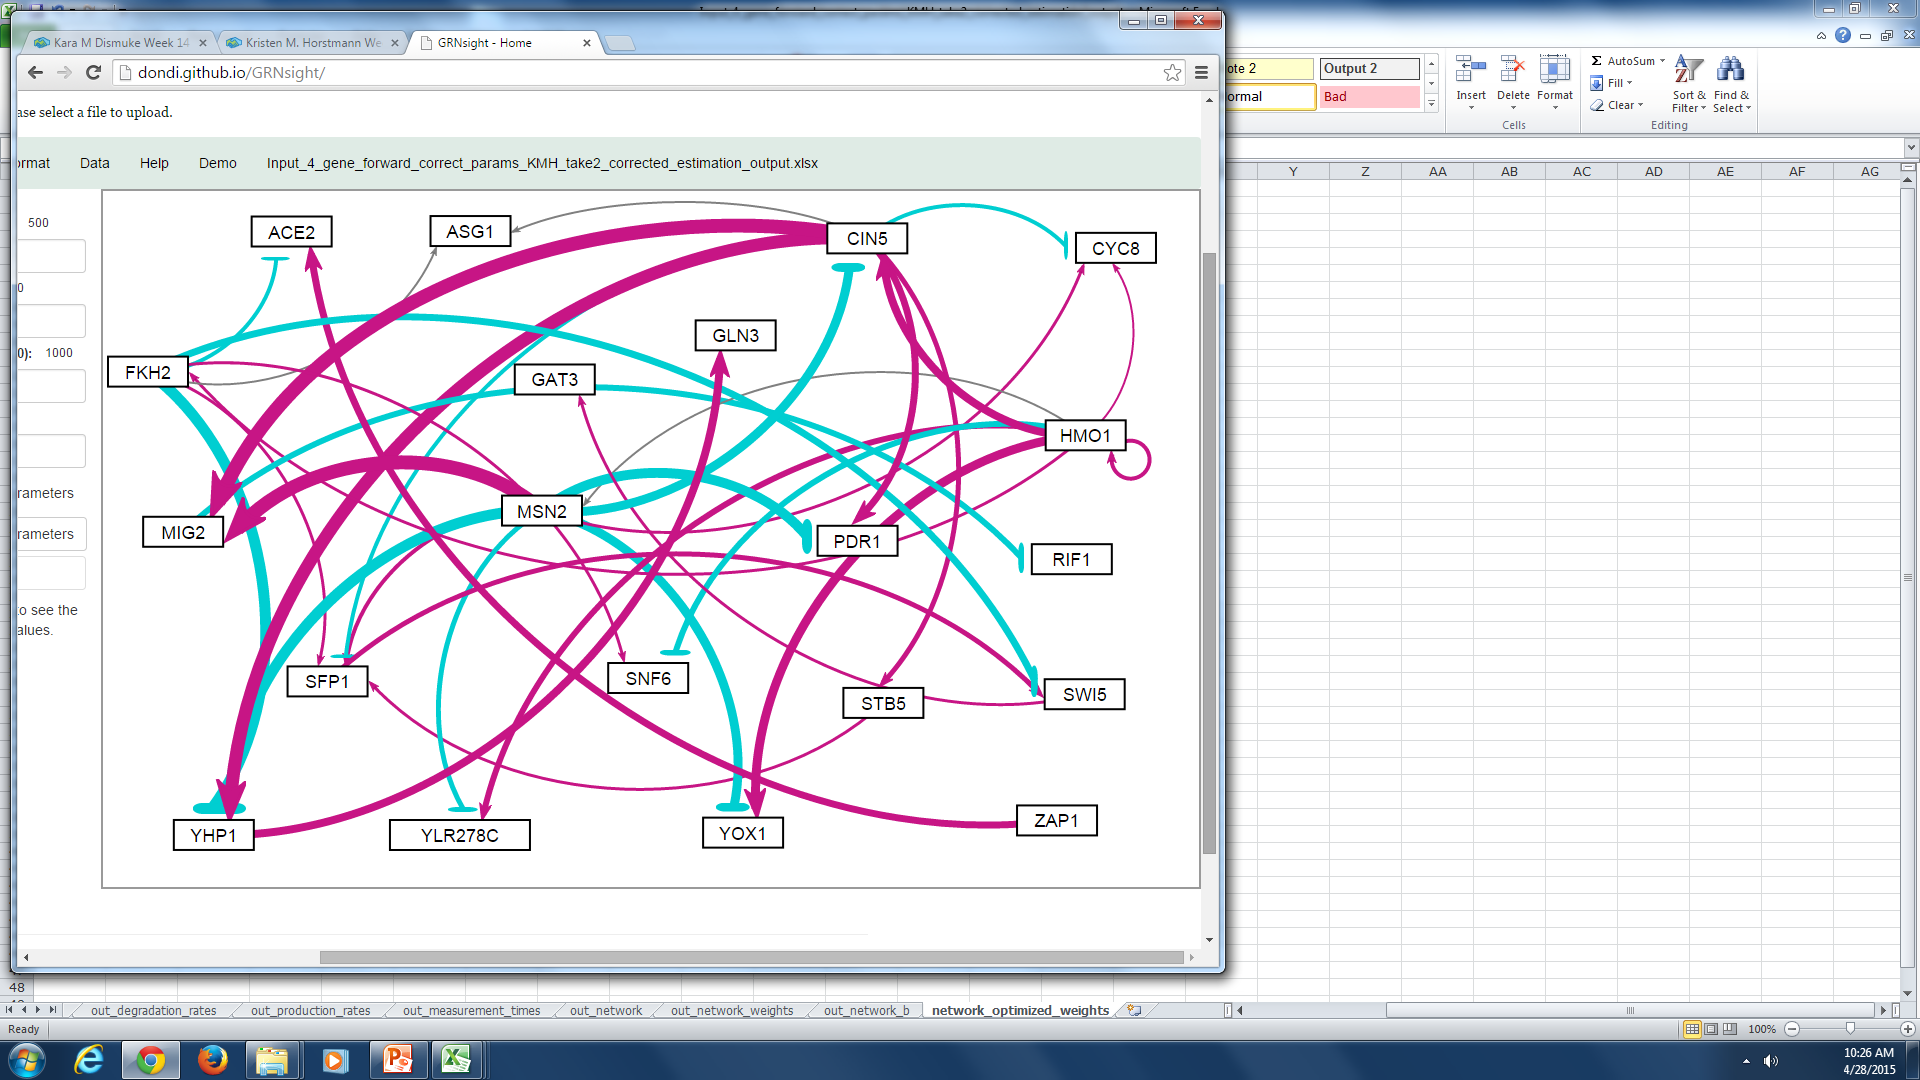 Kara M Dismuke Week 14
Kristen M. Horstmann We
GRNsight - Home
dondi.github.io/GRNsight/
ase select a file to upload.
ormat
Data
Help
Demo
Input_4_gene_forward_correct_params_KMH_take2_corrected_estimation_output.xlsx
500
0
0):
1000
rameters
rameters
to see the
alues.
ACE2
ASG1
CIN5
CYC8
GLN3
FKH2
GAT3
HMO1
MSN2
MIG2
PDR1
RIF1
SFP1
SNF6
STB5
SWI5
YHP1
YLR278C
YOX1
ZAP1
ote 2
Output 2
ormal
Bad
Insert
Delete
Format
Cells
Σ AutoSum
Fill
Clear
Sort &
Filter
Find &
Select
Editing
Y
Z
AA
AB
AC
AD
AE
AF
AG
48
out_degradation_rates
out_production_rates
out_measurement_times
out_network
out_network_weights
out_network_b
network_optimized_weights
Ready
100%
10:26 AM
4/28/2015